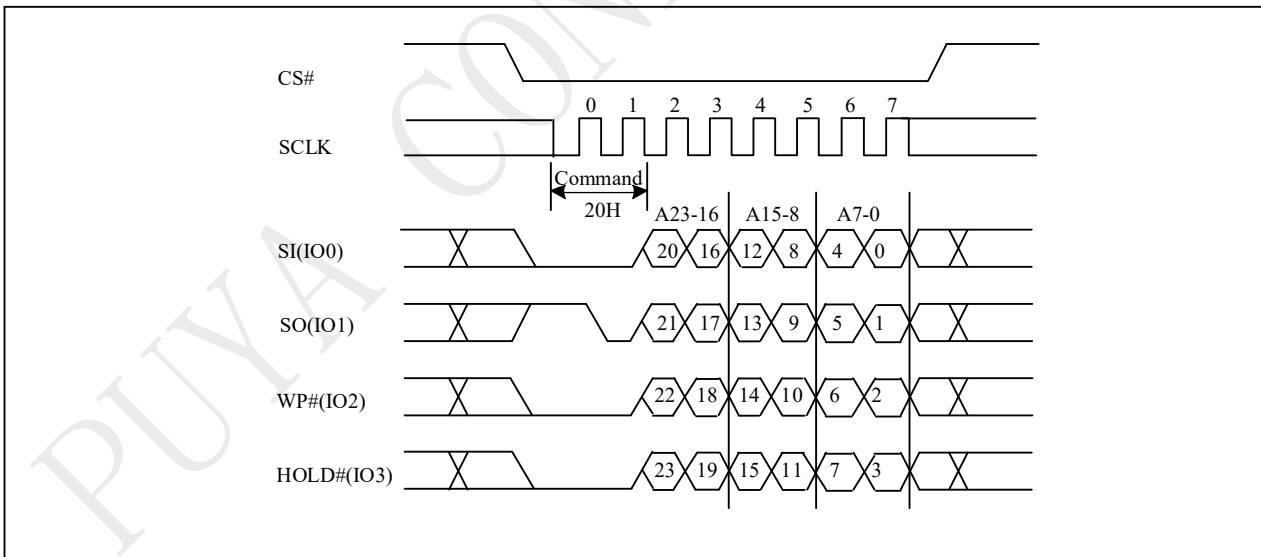 PUYA CON
CS#
0 1 2 3 4 5 6 7
SCLK
Command
20H
A23-16 A15-8 A7-0
SI(IO0) 20 16 12 8 4 0
SO(IO1) 21 17 13 9 5 1
WP#(IO2) 22 18 14 10 6 2
HOLD#(IO3) 23 19 15 11 7 3